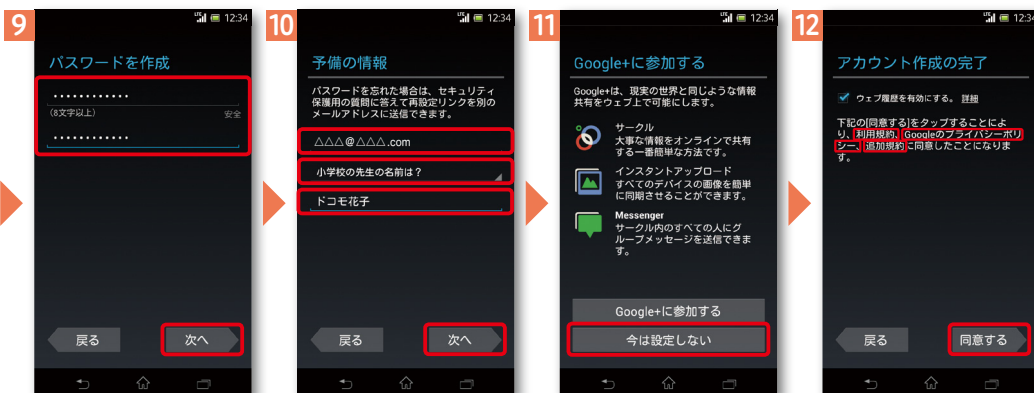 9
LTE 12:34
パスワードを作成
············
(8文字以上) 安全
············
戻る 次へ
10
LTE 12:34
予備の情報
パスワードを忘れた場合は、セキュリティ
保護用の質問に答えて再設定リンクを別の
メールアドレスに送信できます。
△△△@△△△.com
小学校の先生の名前は？
ドコモ花子
戻る 次へ
11
LTE 12:34
Google+に参加する
Google+は、現実の世界と同じような情報
共有をウェブ上で可能にします。
サークル
大事な情報をオンラインで共有
する一番簡単な方法です。
インスタントアップロード
すべてのデバイスの画像を簡単
に同期させることができます。
Messenger
サークル内のすべての人にグ
ループメッセージを送信できま
す。
Google+に参加する
今は設定しない
12
LTE 12:34
アカウント作成の完了
ウェブ履歴を有効にする。 詳細
下記の[同意する]をタップすることによ
り、利用規約、Googleのプライバシーポリ
シー、追加規約に同意したことになりま
す。
戻る 同意する